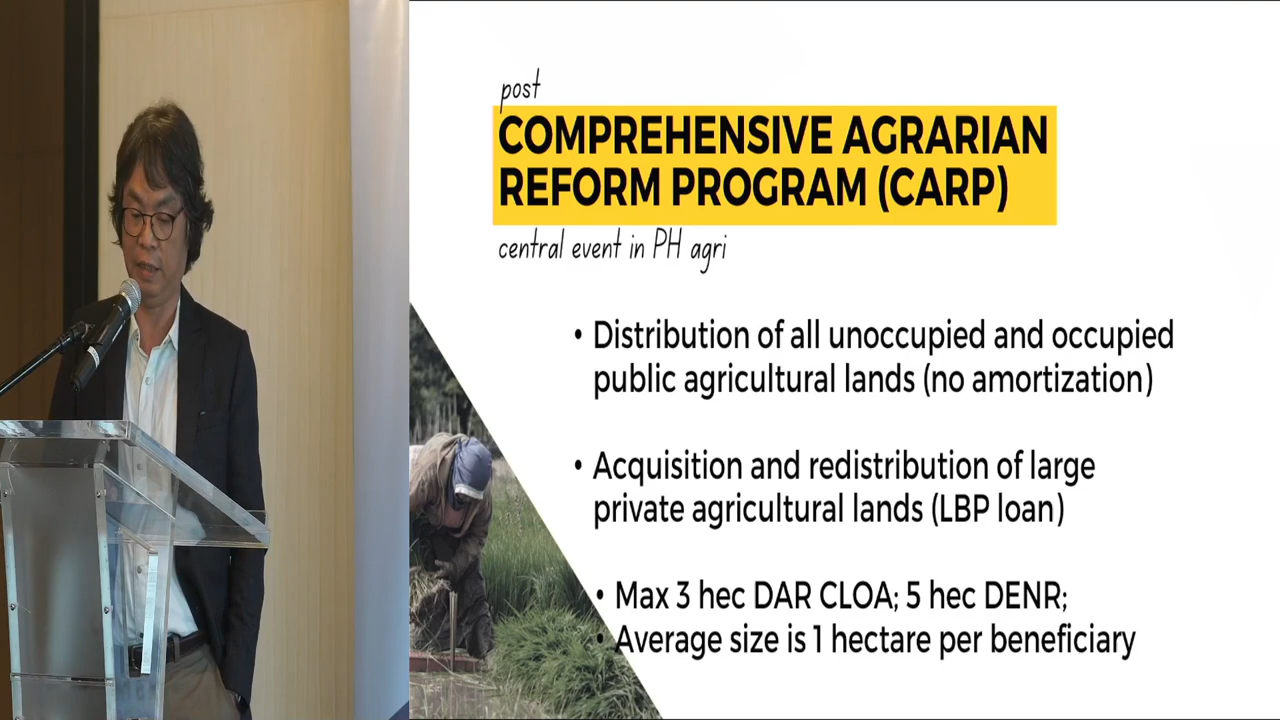 post
COMPREHENSIVE AGRARIAN
REFORM PROGRAM (CARP)
central event in PH agri
• Distribution of all unoccupied and occupied
public agricultural lands (no amortization)
• Acquisition and redistribution of large
private agricultural lands (LBP loan)
• Max 3 hec DAR CLOA; 5 hec DENR;
• Average size is 1 hectare per beneficiary